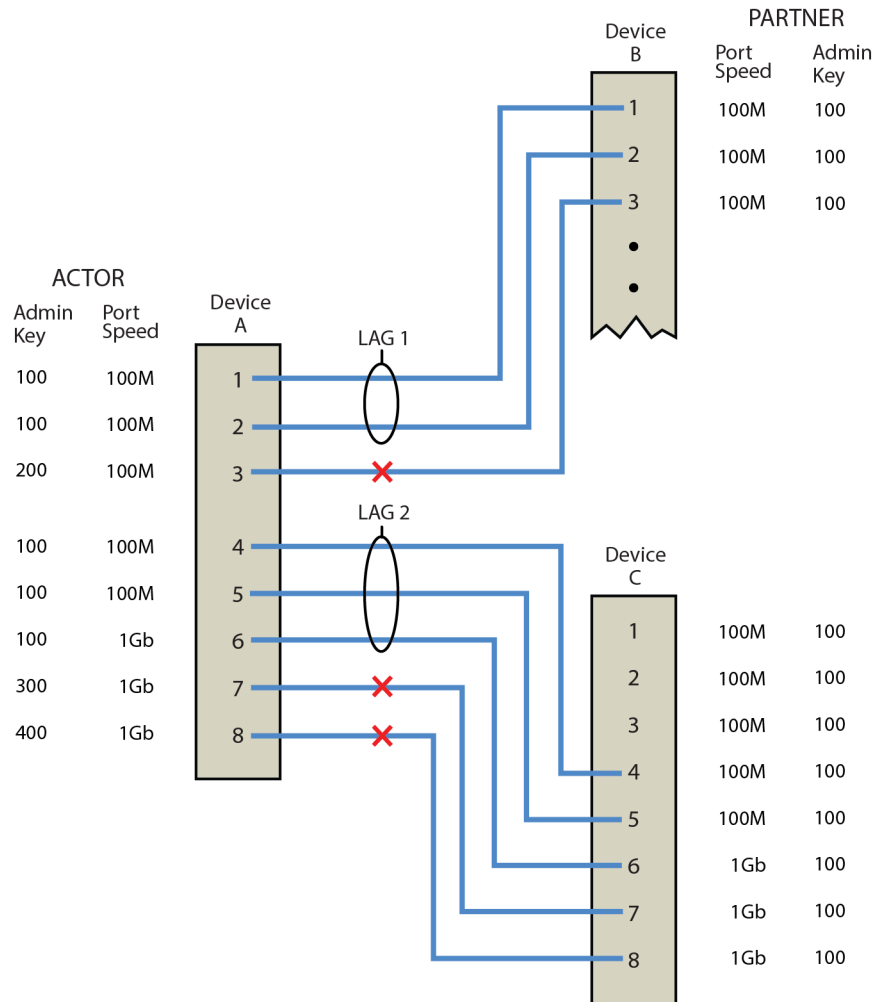 PARTNER
Device
B
Port
Speed
Admin
Key
1 100M 100
2 100M 100
3 100M 100
ACTOR
Admin
Key
Port
Speed
Device
A
LAG 1
100 100M 1
100 100M 2
200 100M 3
LAG 2
100 100M 4
100 100M 5
100 1Gb 6
300 1Gb 7
400 1Gb 8
Device
C
1 100M 100
2 100M 100
3 100M 100
4 100M 100
5 100M 100
6 1Gb 100
7 1Gb 100
8 1Gb 100